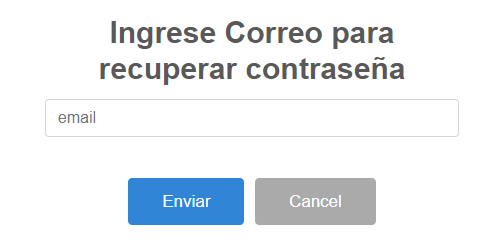 Ingrese Correo para
recuperar contraseña
email
Enviar Cancel